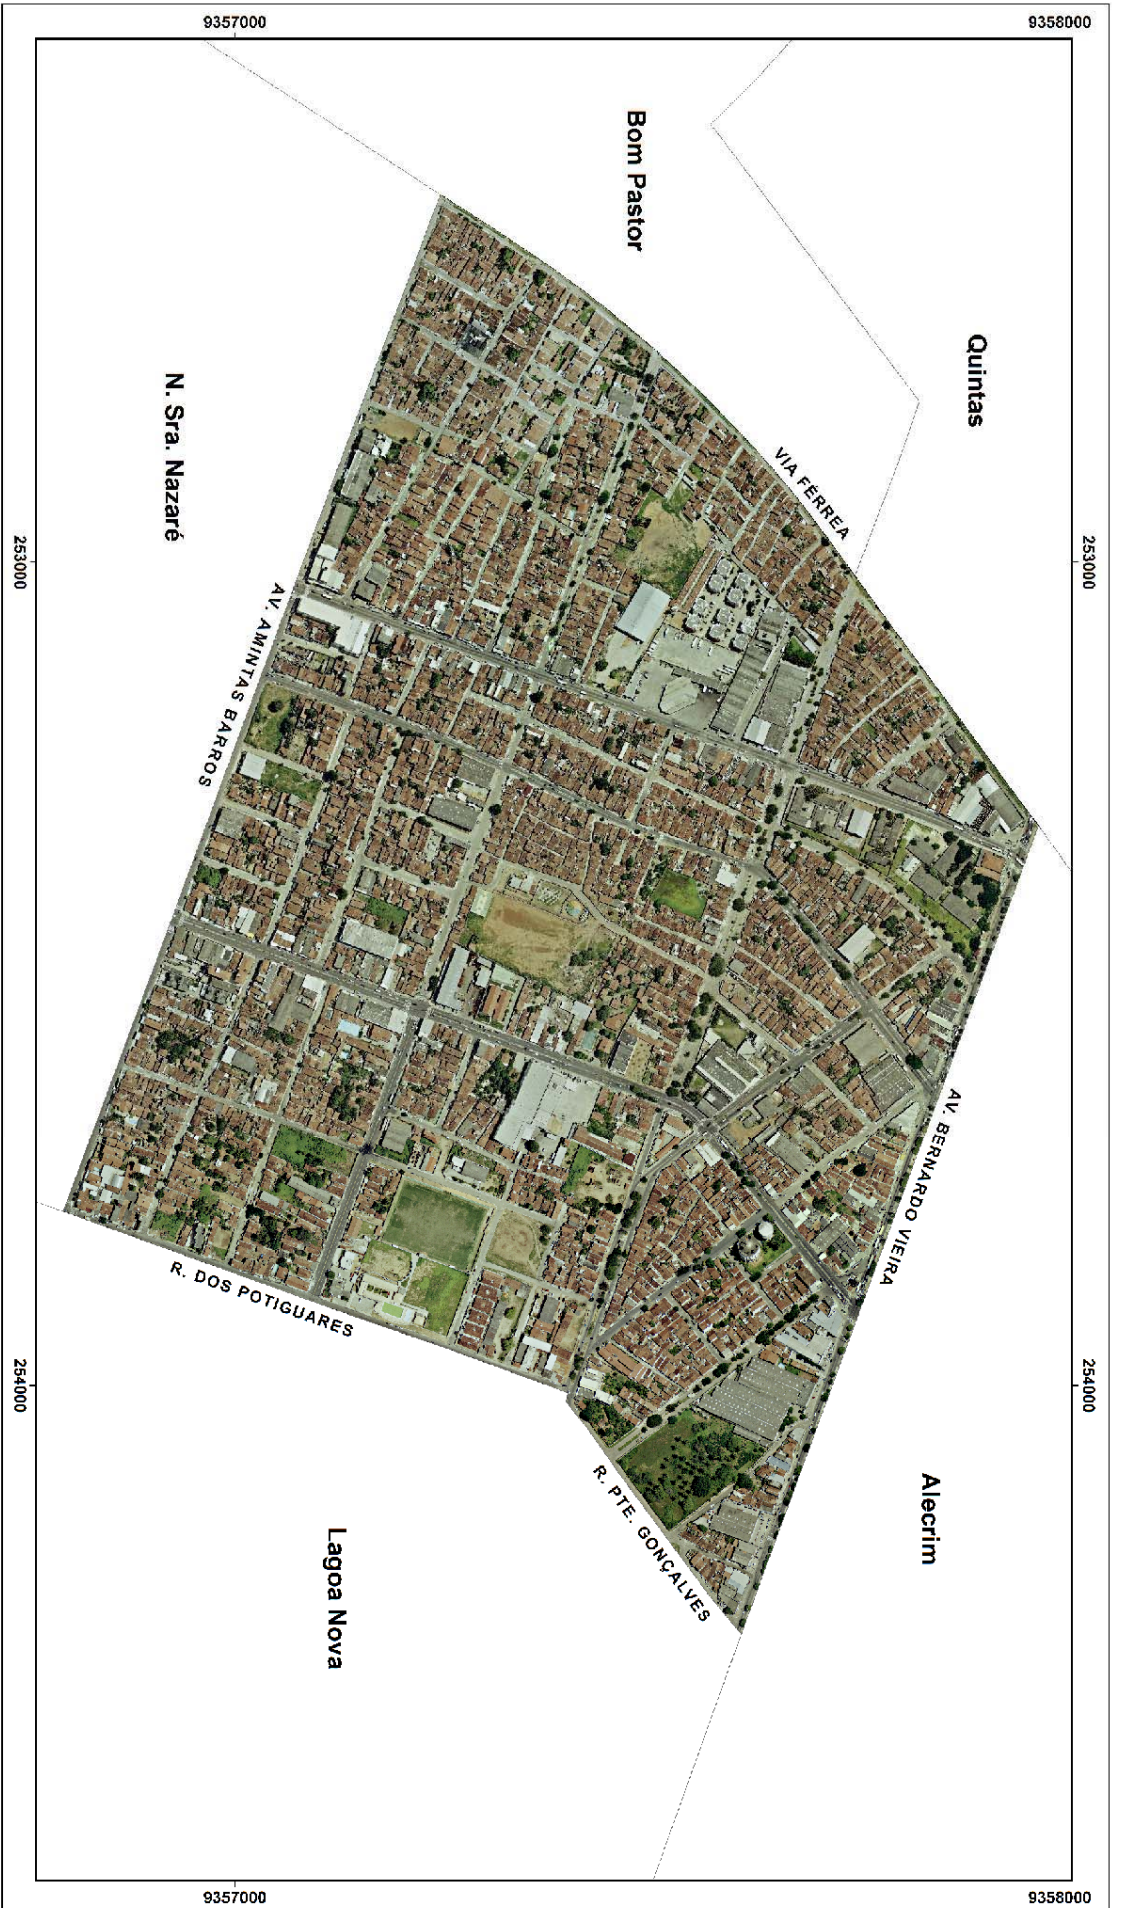 9357000
9358000
Bom Pastor
Quintas
N. Sra. Nazaré
VIA FÉRREA
253000
253000
AV. AMINTAS BARROS
AV. BERNARDO VIEIRA
R. DOS POTIGUARES
254000
254000
R. PTE. GONÇALVES
Alecrim
Lagoa Nova
9357000
9358000